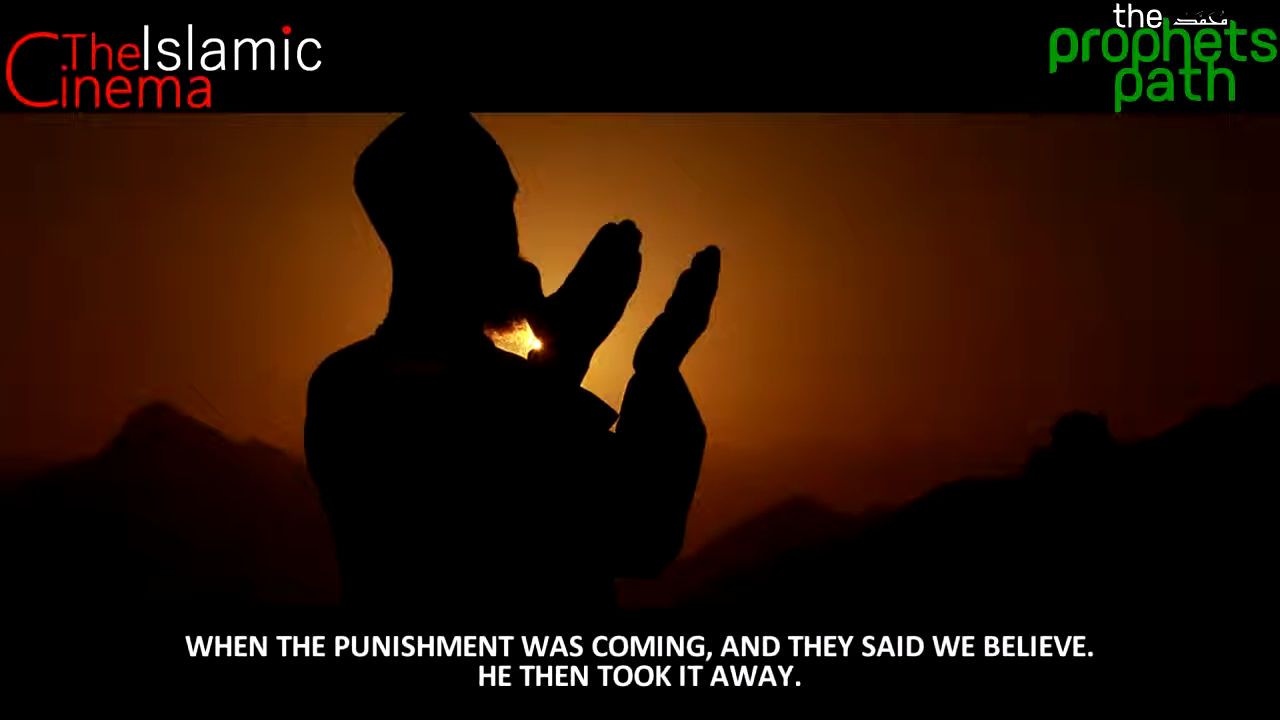 TheIslamic
Cinema
the محمد
prophets
path
WHEN THE PUNISHMENT WAS COMING, AND THEY SAID WE BELIEVE.
HE THEN TOOK IT AWAY.